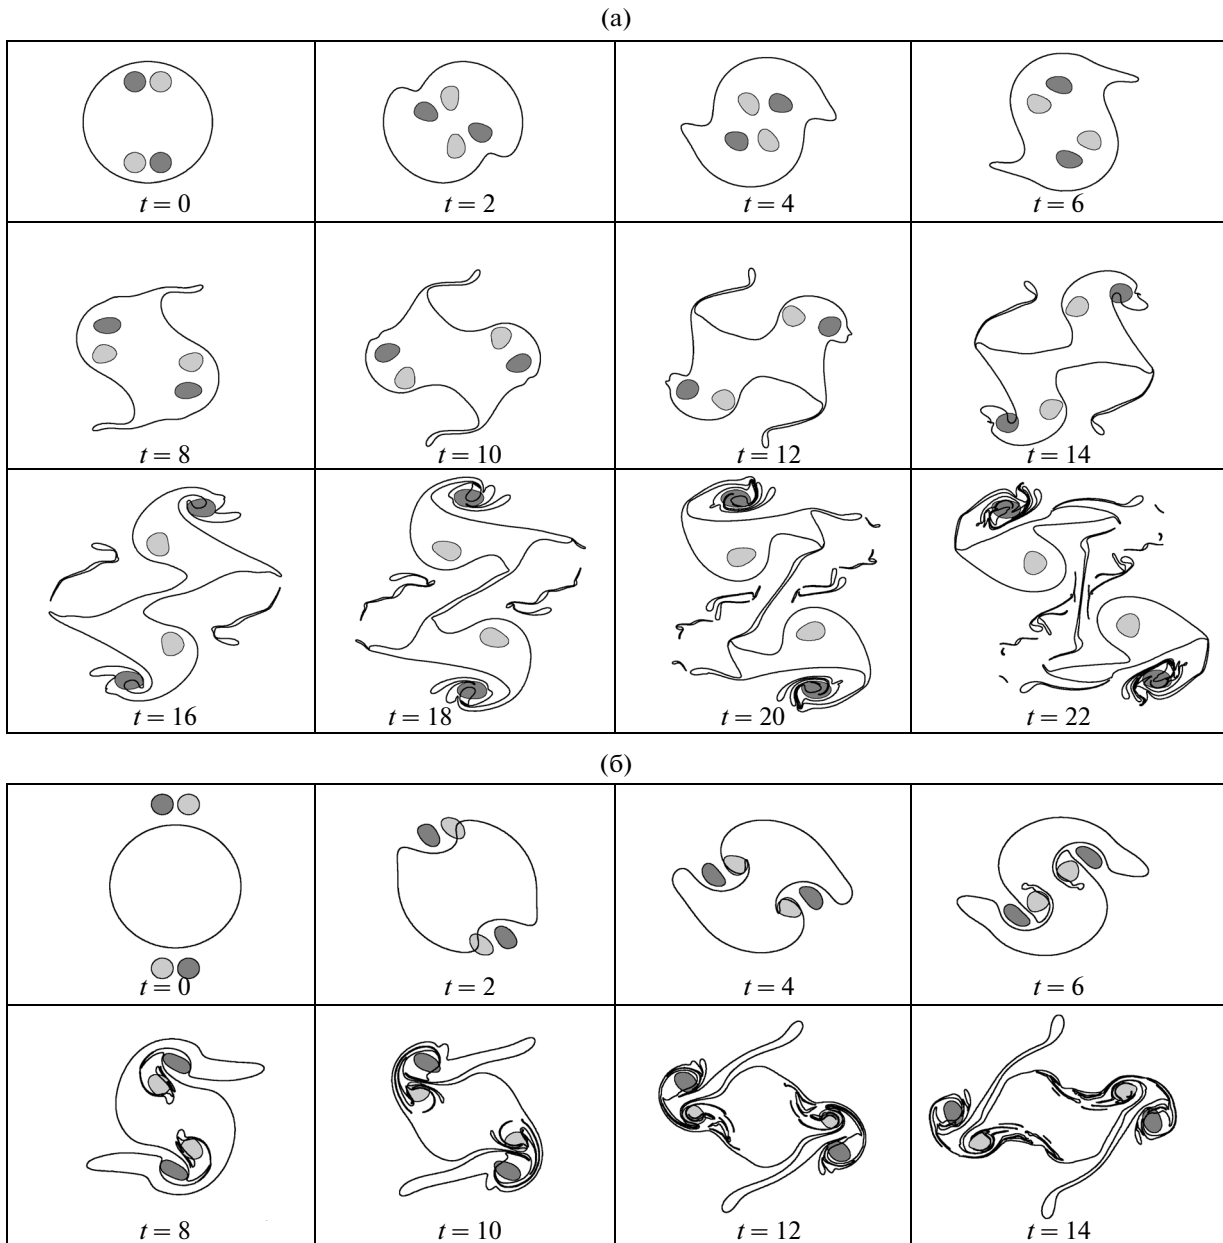 (а)
t = 0
t = 2
t = 4
t = 6
t = 8
t = 10
t = 12
t = 14
t = 16
t = 18
t = 20
t = 22
(б)
t = 0
t = 2
t = 4
t = 6
t = 8
t = 10
t = 12
t = 14